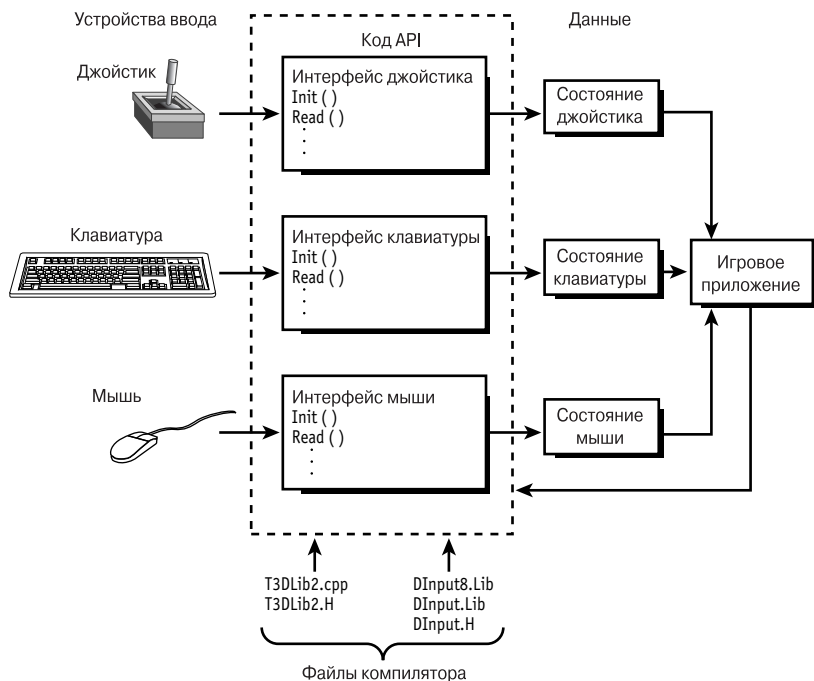 Устройства ввода
Код API
Данные
Джойстик
Интерфейс джойстика
Init ( )
Read ( )
Состояние
джойстика
Клавиатура
Интерфейс клавиатуры
Init ( )
Read ( )
Состояние
клавиатуры
Игровое
приложение
Мышь
Интерфейс мыши
Init ( )
Read ( )
Состояние
мыши
T3DLib2.cpp
T3DLib2.H
DInput8.Lib
DInput.Lib
DInput.H
Файлы компилятора